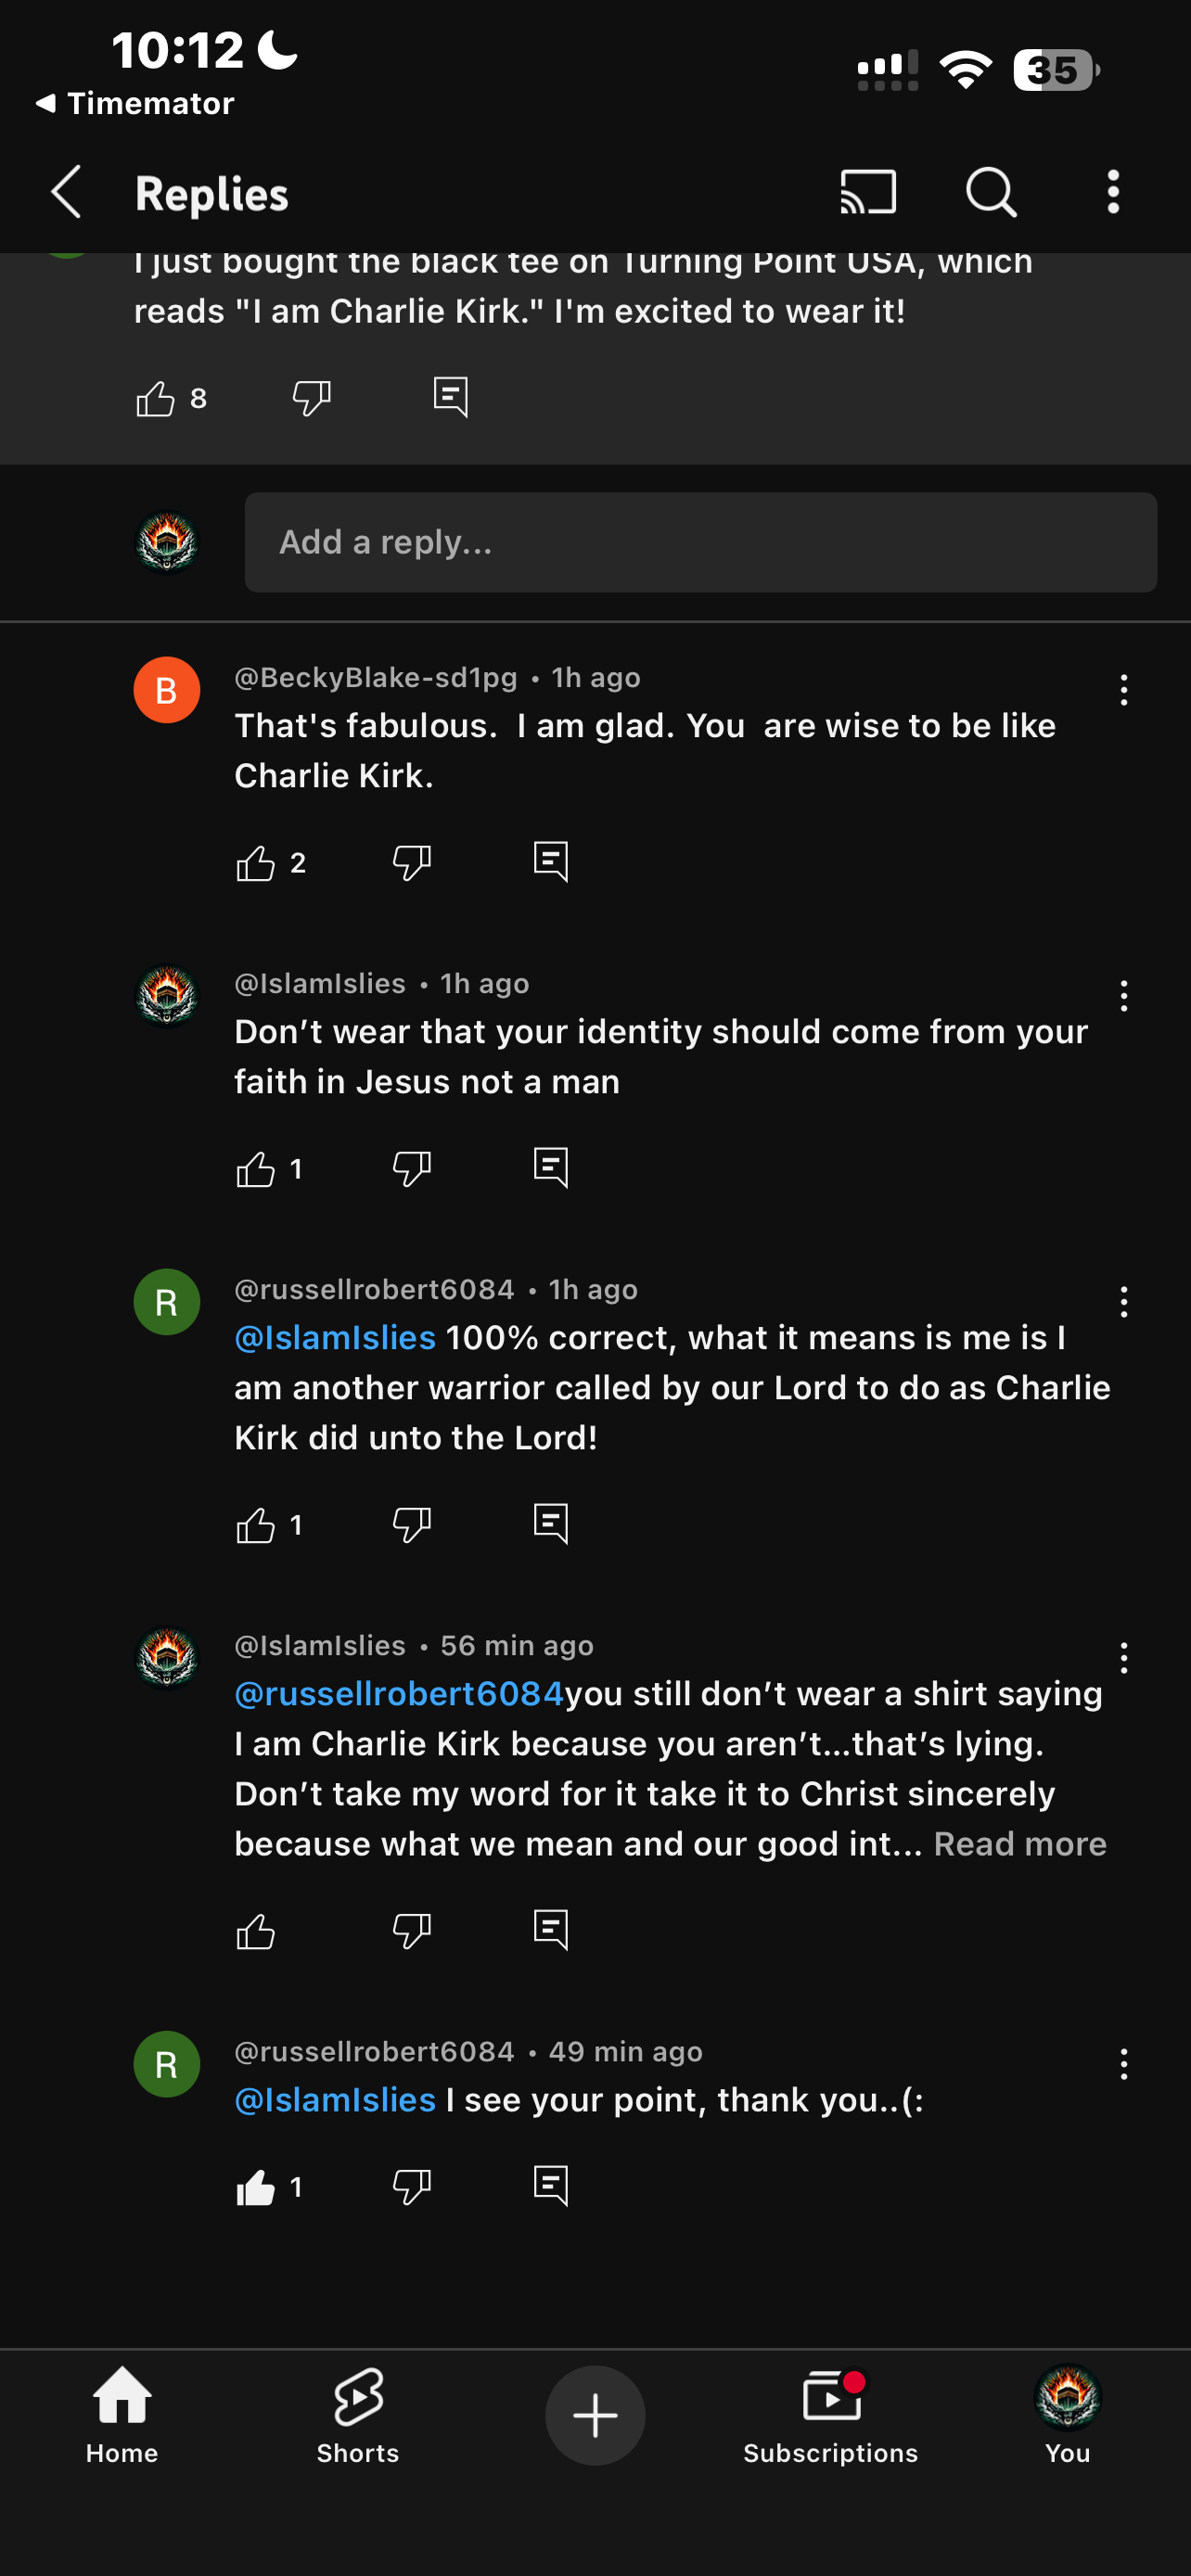 10:12
Timemator
35
Replies
I just bought the black tee on Turning Point USA, which
reads "I am Charlie Kirk." I'm excited to wear it!
8
Add a reply...
B
@BeckyBlake-sd1pg • 1h ago
That's fabulous.  I am glad. You  are wise to be like
Charlie Kirk.
2
@IslamIslies • 1h ago
Don’t wear that your identity should come from your
faith in Jesus not a man
1
R
@russellrobert6084 • 1h ago
@IslamIslies 100% correct, what it means is me is I
am another warrior called by our Lord to do as Charlie
Kirk did unto the Lord!
1
@IslamIslies • 56 min ago
@russellrobert6084you still don’t wear a shirt saying
I am Charlie Kirk because you aren’t...that’s lying.
Don’t take my word for it take it to Christ sincerely
because what we mean and our good int... Read more
R
@russellrobert6084 • 49 min ago
@IslamIslies I see your point, thank you..(:
1
Home
Shorts
Subscriptions
You